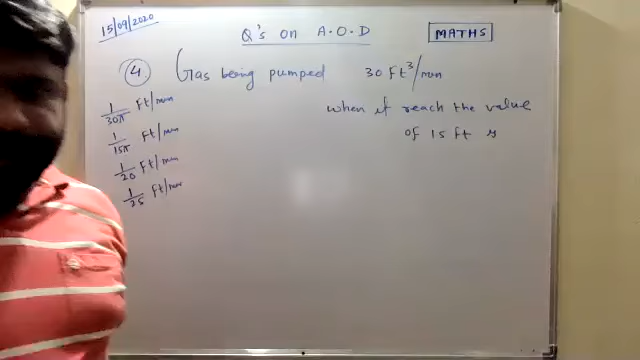 15/09/2020
Q's on A.O.D
MATHS
4 Gas being pumped 30 ft³/min
when it reach the value
of 15 ft is
1/30π ft/min
1/15π ft/min
1/20 ft/min
1/25 ft/min